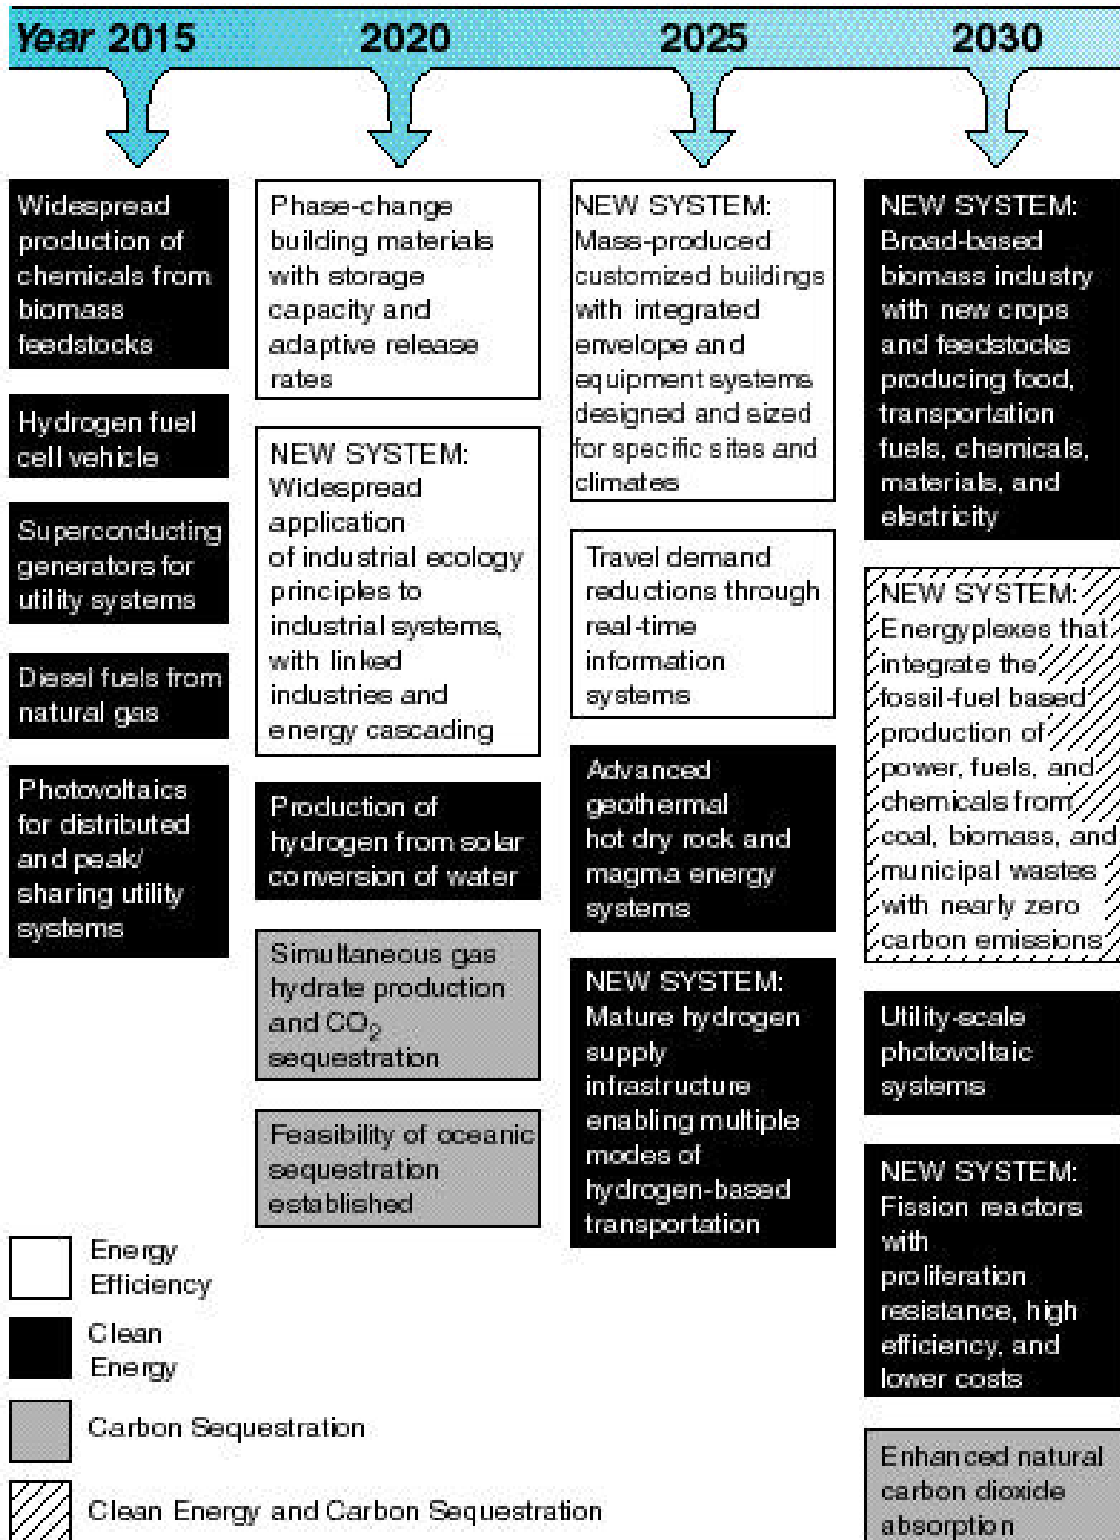 Year 2015 2020 2025 2030
Widespread
production of
chemicals from
biomass
feedstocks
Hydrogen fuel
cell vehicle
Superconducting
generators for
utility systems
Diesel fuels from
natural gas
Photovoltaics
for distributed
and peak/
sharing utility
systems
Phase-change
building materials
with storage
capacity and
adaptive release
rates
NEW SYSTEM:
Widespread
application
of industrial ecology
principles to
industrial systems,
with linked
industries and
energy cascading
Production of
hydrogen from solar
conversion of water
Simultaneous gas
hydrate production
and CO₂
sequestration
Feasibility of oceanic
sequestration
established
NEW SYSTEM:
Mass-produced
customized buildings
with integrated
envelope and
equipment systems
designed and sized
for specific sites and
climates
Travel demand
reductions through
real-time
information
systems
Advanced
geothermal
hot dry rock and
magma energy
systems
NEW SYSTEM:
Mature hydrogen
supply
infrastructure
enabling multiple
modes of
hydrogen-based
transportation
NEW SYSTEM:
Broad-based
biomass industry
with new crops
and feedstocks
producing food,
transportation
fuels, chemicals,
materials, and
electricity
NEW SYSTEM:
Energyplexes that
integrate the
fossil-fuel based
production of
power, fuels, and
chemicals from
coal, biomass, and
municipal wastes
with nearly zero
carbon emissions
Utility-scale
photovoltaic
systems
NEW SYSTEM:
Fission reactors
with
proliferation
resistance, high
efficiency, and
lower costs
Enhanced natural
carbon dioxide
absorption
Energy
Efficiency
Clean
Energy
Carbon Sequestration
Clean Energy and Carbon Sequestration